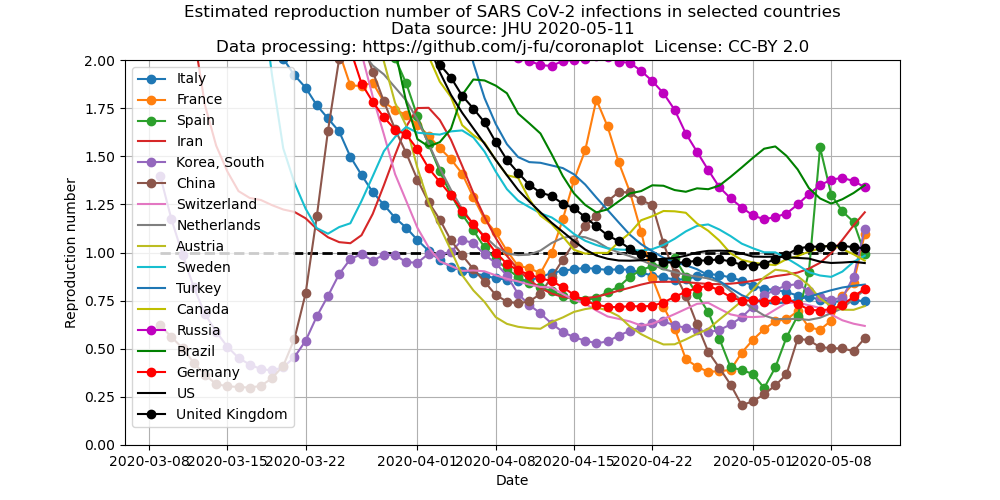 Estimated reproduction number of SARS CoV-2 infections in selected countries
Data source: JHU 2020-05-11
Data processing: https://github.com/j-fu/coronaplot  License: CC-BY 2.0
2.00
1.75
1.50
1.25
1.00
0.75
0.50
0.25
0.00
Reproduction number
Italy
France
Spain
Iran
Korea, South
China
Switzerland
Netherlands
Austria
Sweden
Turkey
Canada
Russia
Brazil
Germany
US
United Kingdom
2020-03-08 2020-03-15 2020-03-22 2020-04-01 2020-04-08 2020-04-15 2020-04-22 2020-05-01 2020-05-08
Date